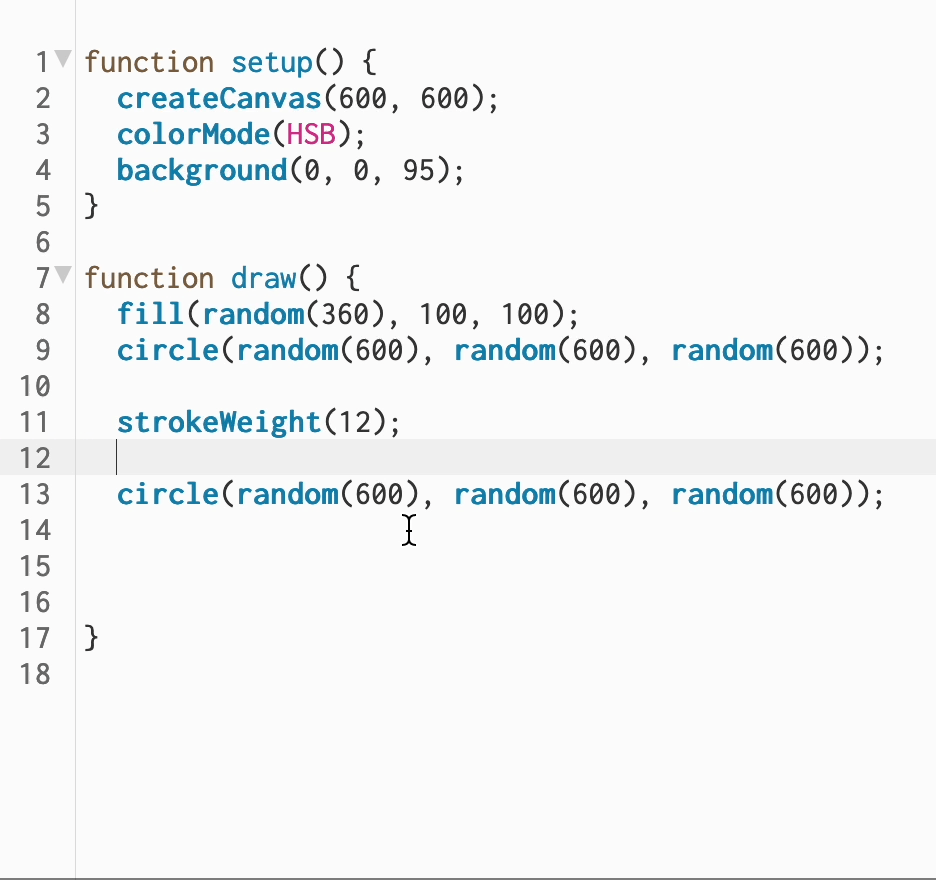 1 function setup() {
2 createCanvas(600, 600);
3 colorMode(HSB);
4 background(0, 0, 95);
5 }
6
7 function draw() {
8 fill(random(360), 100, 100);
9 circle(random(600), random(600), random(600));
10
11 strokeWeight(12);
12
13 circle(random(600), random(600), random(600));
14
15
16
17 }
18